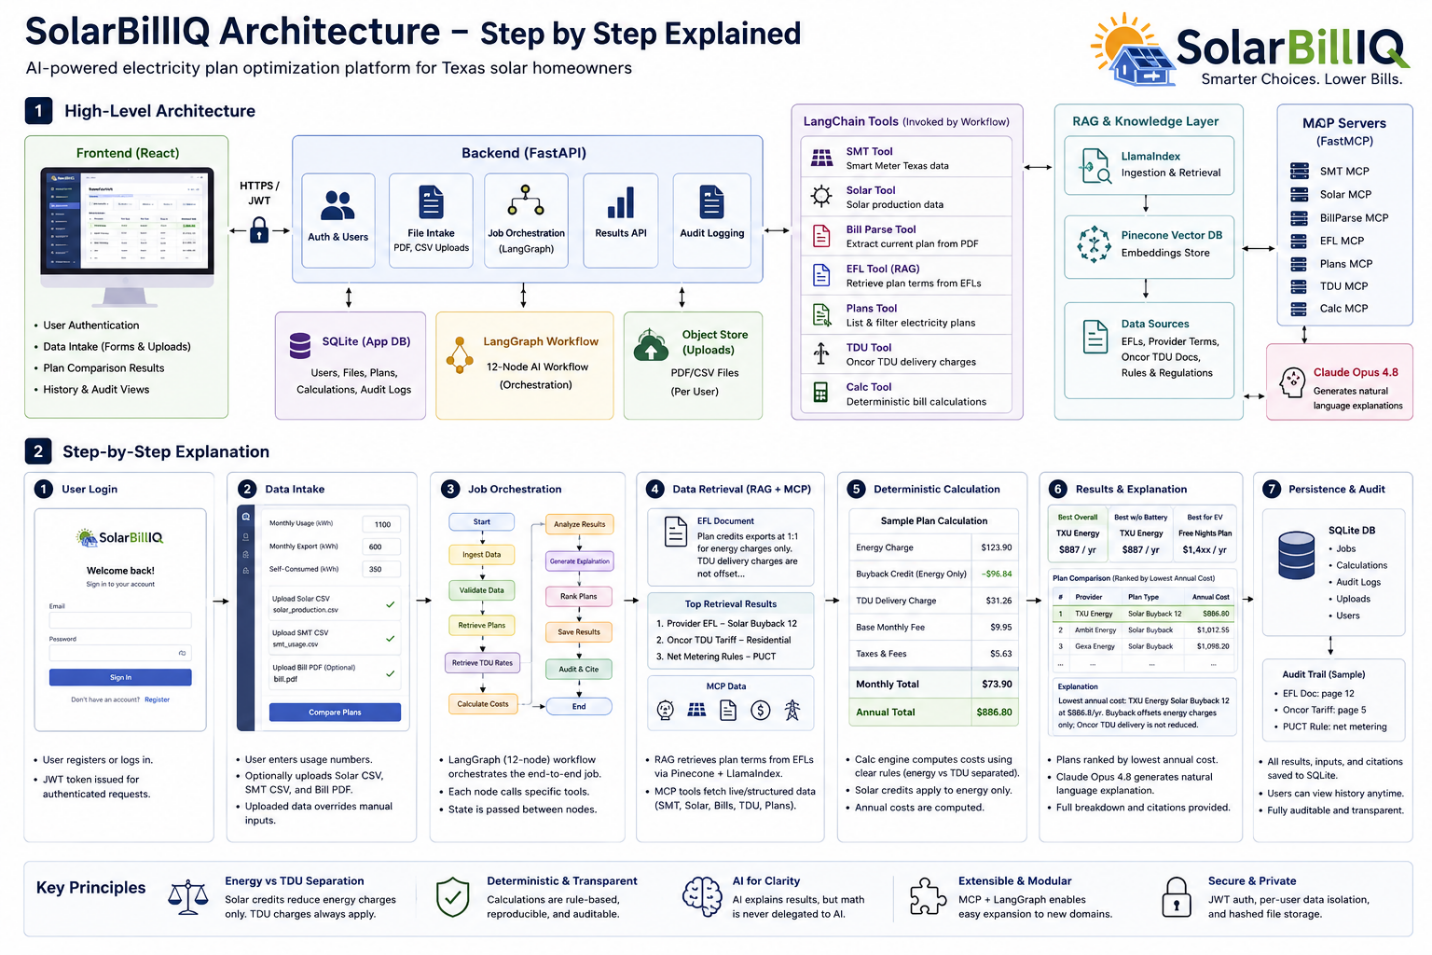 SolarBillIQ Architecture – Step by Step Explained
AI-powered electricity plan optimization platform for Texas solar homeowners
SolarBillIQ
Smarter Choices. Lower Bills.
1 High-Level Architecture
Frontend (React)
• User Authentication
• Data Intake (Forms & Uploads)
• Plan Comparison Results
• History & Audit Views
HTTPS /
JWT
Backend (FastAPI)
Auth & Users
File Intake
PDF, CSV Uploads
Job Orchestration
(LangGraph)
Results API
Audit Logging
SQLite (App DB)
Users, Files, Plans,
Calculations, Audit Logs
LangGraph Workflow
12-Node AI Workflow
(Orchestration)
Object Store
(Uploads)
PDF/CSV Files
(Per User)
LangChain Tools (Invoked by Workflow)
SMT Tool
Smart Meter Texas data
Solar Tool
Solar production data
Bill Parse Tool
Extract current plan from PDF
EFL Tool (RAG)
Retrieve plan terms from EFLs
Plans Tool
List & filter electricity plans
TDU Tool
Oncor TDU delivery charges
Calc Tool
Deterministic bill calculations
RAG & Knowledge Layer
LlamaIndex
Ingestion & Retrieval
Pinecone Vector DB
Embeddings Store
Data Sources
EFLs, Provider Terms,
Oncor TDU Docs,
Rules & Regulations
MCP Servers
(FastMCP)
SMT MCP
Solar MCP
BillParse MCP
EFL MCP
Plans MCP
TDU MCP
Calc MCP
Claude Opus 4.8
Generates natural
language explanations
2 Step-by-Step Explanation
1 User Login
SolarBillIQ
Welcome back!
Sign in to your account
Email
Password
Sign In
Don't have an account? Register
• User registers or logs in.
• JWT token issued for
authenticated requests.
2 Data Intake
Monthly Usage (kWh) 1100
Monthly Export (kWh) 600
Self-Consumed (kWh) 350
Upload Solar CSV
solar_production.csv
Upload SMT CSV
smt_usage.csv
Upload Bill PDF (Optional)
bill.pdf
Compare Plans
• User enters usage numbers.
• Optionally uploads Solar CSV,
SMT CSV, and Bill PDF.
• Uploaded data overrides manual
inputs.
3 Job Orchestration
Start
Ingest Data
Validate Data
Retrieve Plans
Retrieve TDU Rates
Calculate Costs
Analyze Results
Generate Explaination
Rank Plans
Save Results
Audit & Cite
End
• LangGraph (12-node) workflow
orchestrates the end-to-end job.
• Each node calls specific tools.
• State is passed between nodes.
4 Data Retrieval (RAG + MCP)
EFL Document
Plan credits exports at 1:1
for energy charges only.
TDU delivery charges are
not offset...
Top Retrieval Results
1. Provider EFL – Solar Buyback 12
2. Oncor TDU Tariff – Residential
3. Net Metering Rules – PUCT
MCP Data
• RAG retrieves plan terms from EFLs
via Pinecone + LlamaIndex.
• MCP tools fetch live/structured data
(SMT, Solar, Bills, TDU, Plans).
5 Deterministic Calculation
Sample Plan Calculation
Energy Charge $123.90
Buyback Credit (Energy Only) –$96.84
TDU Delivery Charge $31.26
Base Monthly Fee $9.95
Taxes & Fees $5.63
Monthly Total $73.90
Annual Total $886.80
• Calc engine computes costs using
clear rules (energy vs TDU separated).
• Solar credits apply to energy only.
• Annual costs are computed.
6 Results & Explanation
Best Overall
TXU Energy
$887 / yr
Best w/o Battery
TXU Energy
$887 / yr
Best for EV
Free Nights Plan
$1,4xx / yr
Plan Comparison (Ranked by Lowest Annual Cost)
# Provider Plan Type Annual Cost
1 TXU Energy Solar Buyback 12 $886.80
2 Ambit Energy Solar Buyback $1,012.55
3 Gexa Energy Solar Buyback $1,098.20
... ... ...
Explanation
Lowest annual cost: TXU Energy Solar Buyback 12
at $886.8/yr. Buyback offsets energy charges
only; Oncor TDU delivery is not reduced.
• Plans ranked by lowest annual cost.
• Claude Opus 4.8 generates natural
language explanation.
• Full breakdown and citations provided.
7 Persistence & Audit
SQLite DB
• Jobs
• Calculations
• Audit Logs
• Uploads
• Users
Audit Trail (Sample)
• EFL Doc: page 12
• Oncor Tariff: page 5
• PUCT Rule: net metering
• All results, inputs, and citations
saved to SQLite.
• Users can view history anytime.
• Fully auditable and transparent.
Key Principles
Energy vs TDU Separation
Solar credits reduce energy charges
only. TDU charges always apply.
Deterministic & Transparent
Calculations are rule-based,
reproducible, and auditable.
AI for Clarity
AI explains results, but math
is never delegated to AI.
Extensible & Modular
MCP + LangGraph enables
easy expansion to new domains.
Secure & Private
JWT auth, per-user data isolation,
and hashed file storage.